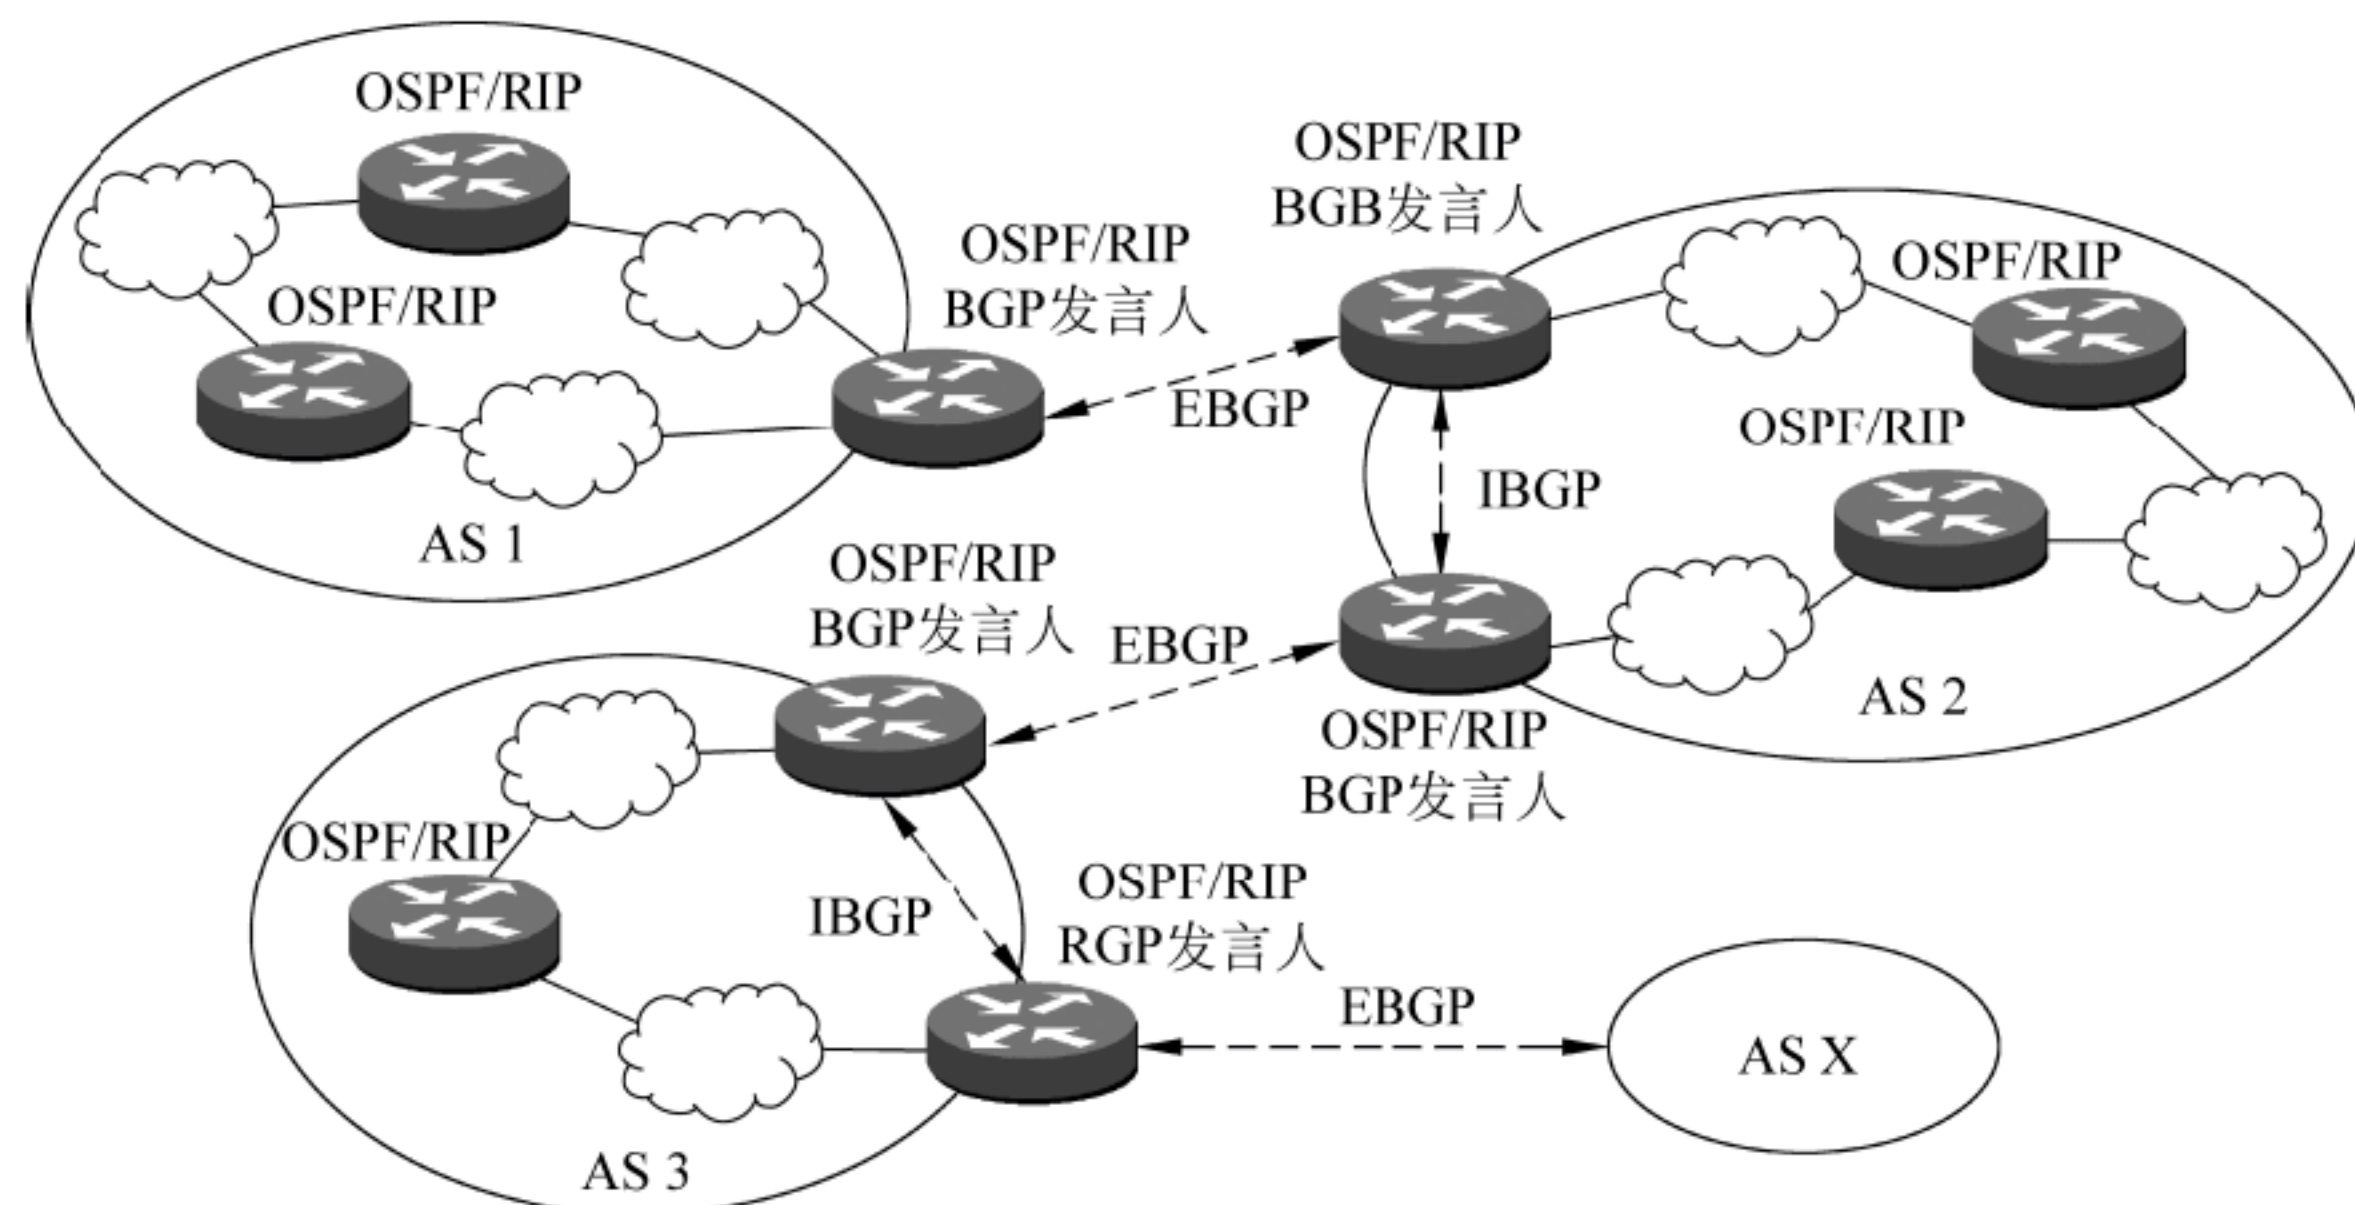 OSPF/RIP
OSPF/RIP
OSPF/RIP
BGP发言人
AS 1
OSPF/RIP
BGB发言人
OSPF/RIP
OSPF/RIP
EBGP
IBGP
OSPF/RIP
BGP发言人
AS 2
OSPF/RIP
BGP发言人
EBGP
OSPF/RIP
IBGP
OSPF/RIP
RGP发言人
AS 3
EBGP
AS X